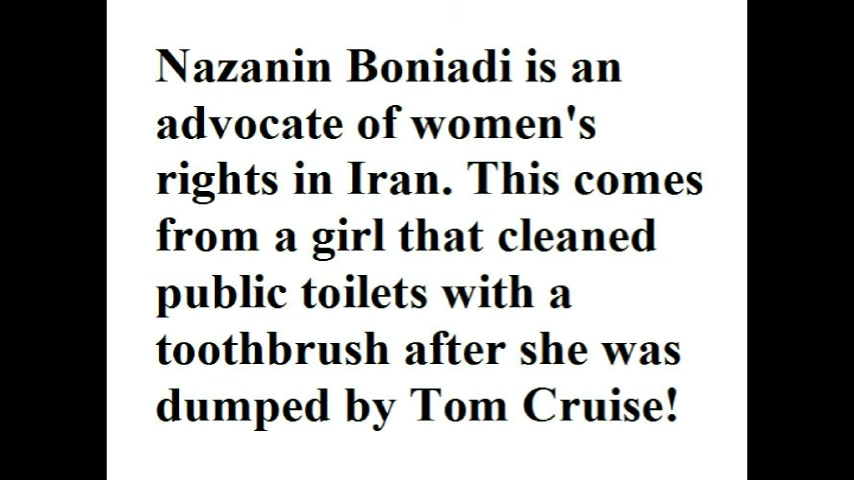 Nazanin Boniadi is an
advocate of women's
rights in Iran. This comes
from a girl that cleaned
public toilets with a
toothbrush after she was
dumped by Tom Cruise!